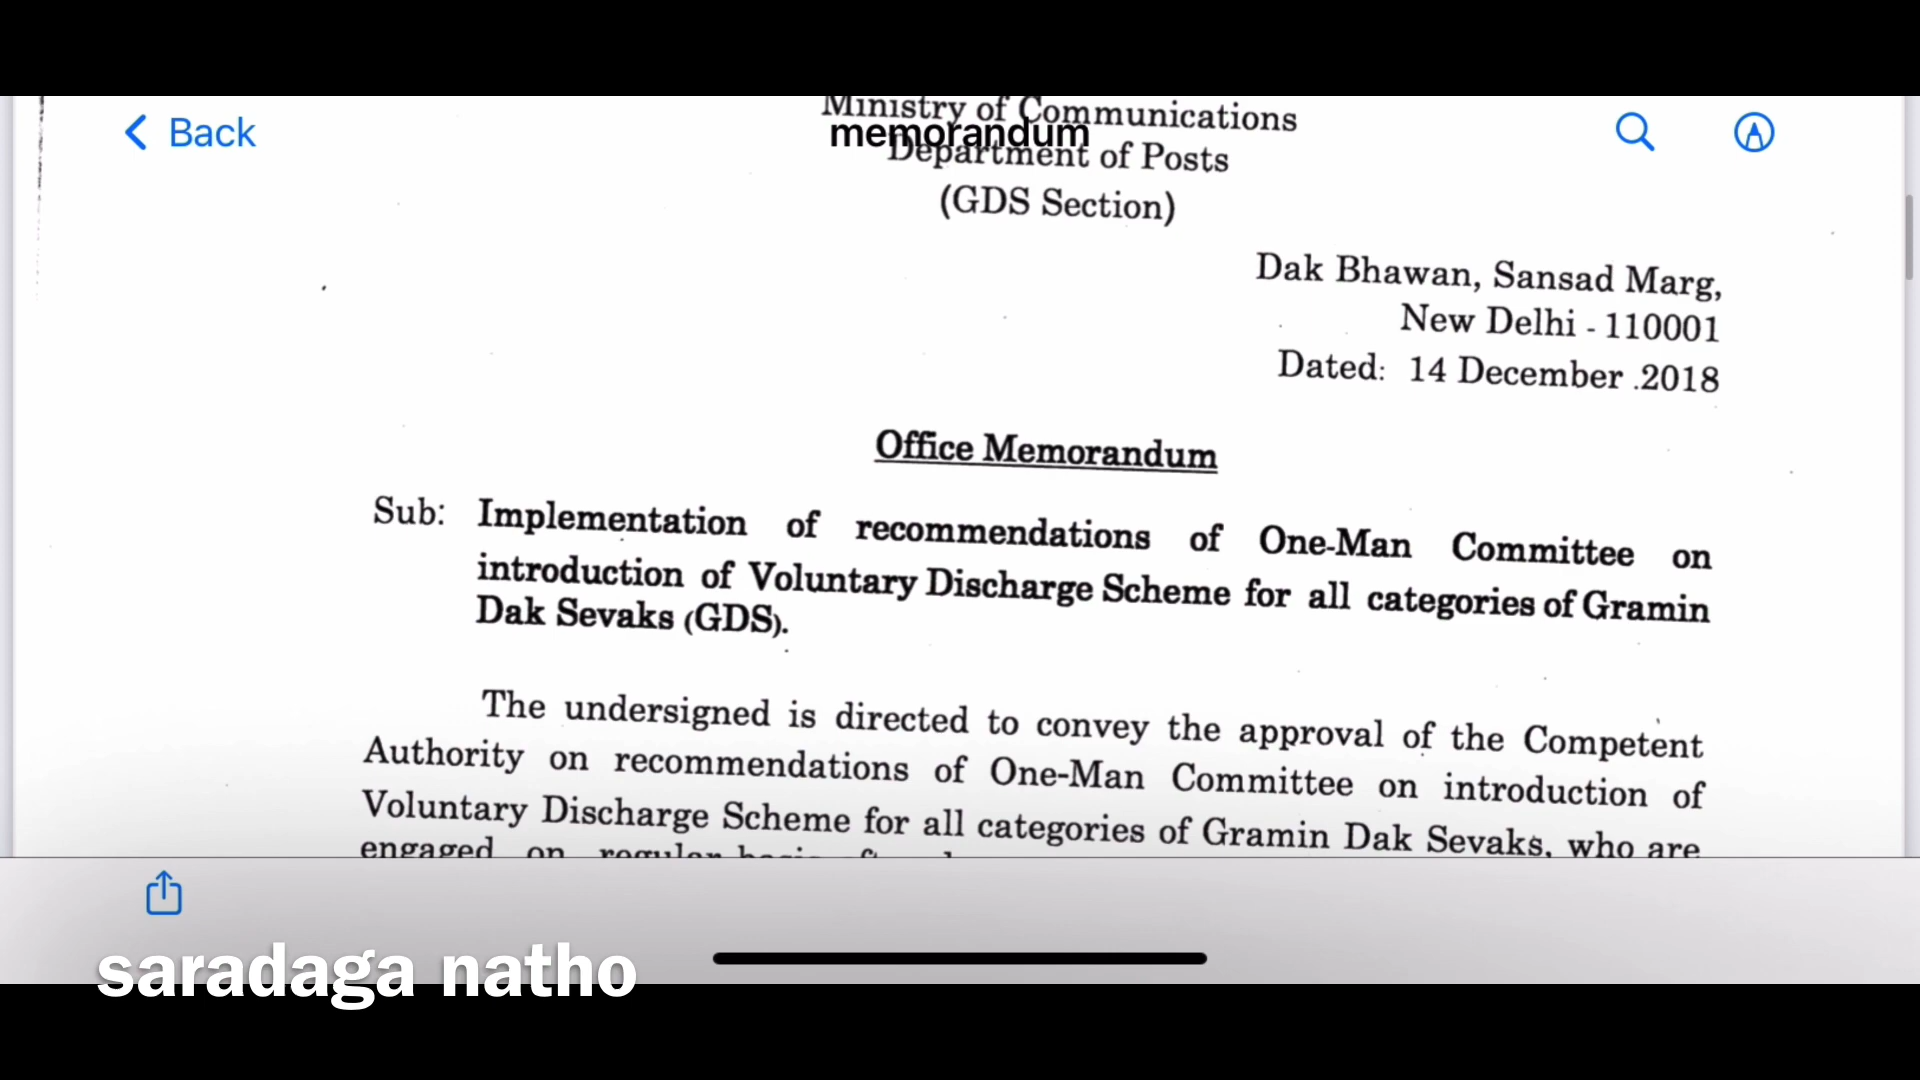 Back
memorandum
Ministry of Communications
Department of Posts
(GDS Section)
Dak Bhawan, Sansad Marg,
New Delhi - 110001
Dated: 14 December .2018
Office Memorandum
Sub: Implementation of recommendations of One-Man Committee on
introduction of Voluntary Discharge Scheme for all categories of Gramin
Dak Sevaks (GDS).
The undersigned is directed to convey the approval of the Competent
Authority on recommendations of One-Man Committee on introduction of
Voluntary Discharge Scheme for all categories of Gramin Dak Sevaks, who are
engaged on regular basis
saradaga natho